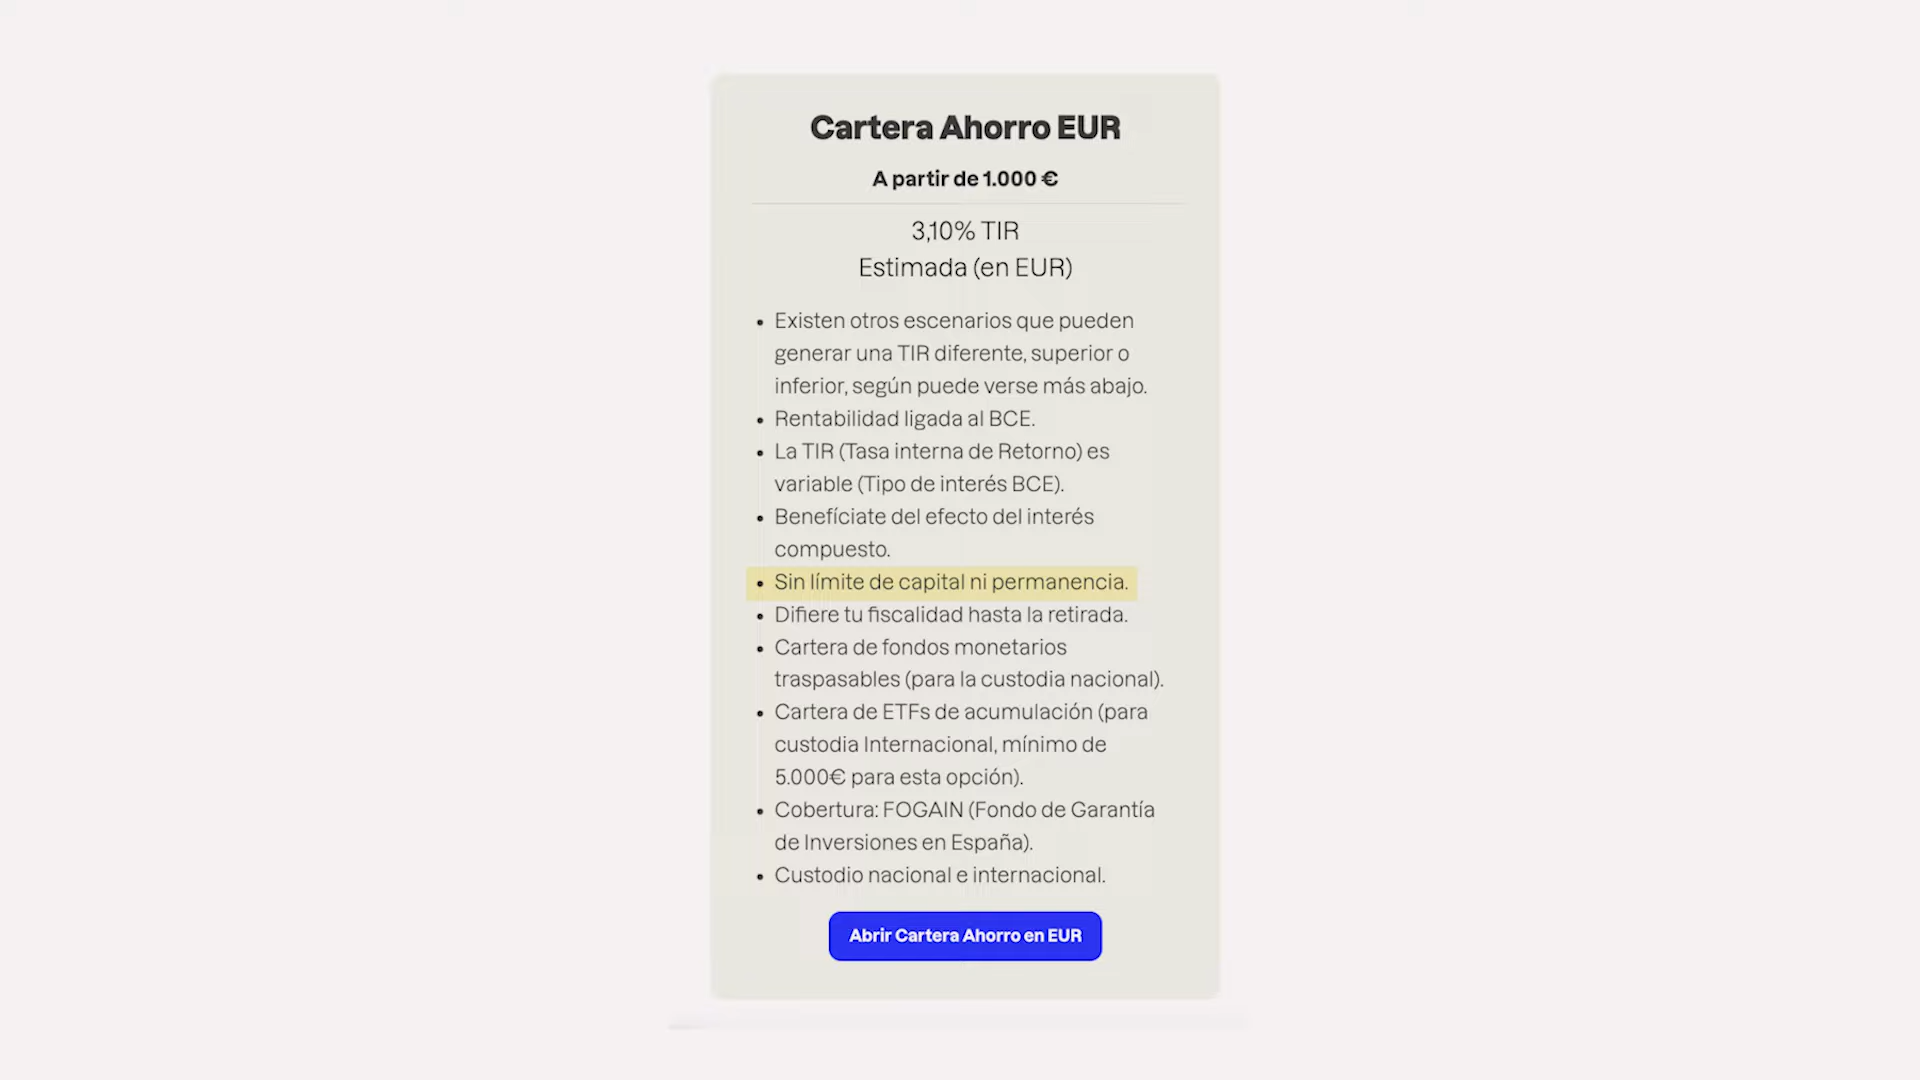 Cartera Ahorro EUR
A partir de 1.000 €
3,10% TIR
Estimada (en EUR)
• Existen otros escenarios que pueden
generar una TIR diferente, superior o
inferior, según puede verse más abajo.
• Rentabilidad ligada al BCE.
• La TIR (Tasa interna de Retorno) es
variable (Tipo de interés BCE).
• Benefíciate del efecto del interés
compuesto.
• Sin límite de capital ni permanencia.
• Difiere tu fiscalidad hasta la retirada.
• Cartera de fondos monetarios
traspasables (para la custodia nacional).
• Cartera de ETFs de acumulación (para
custodia Internacional, mínimo de
5.000€ para esta opción).
• Cobertura: FOGAIN (Fondo de Garantía
de Inversiones en España).
• Custodio nacional e internacional.
Abrir Cartera Ahorro en EUR